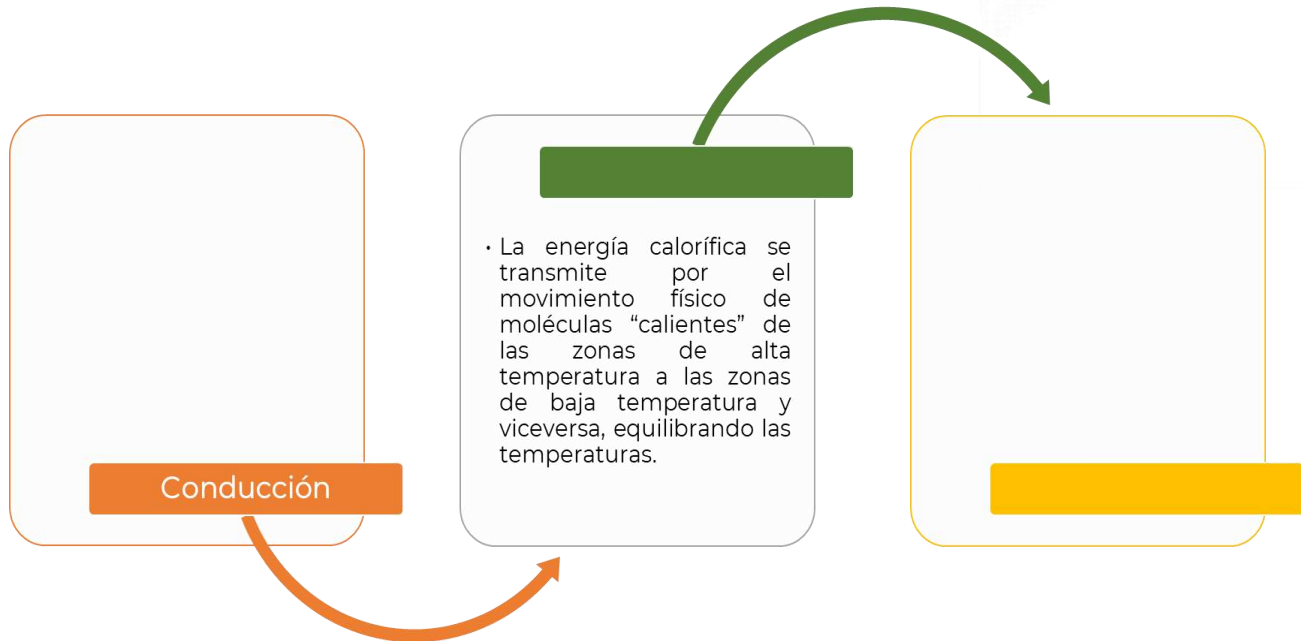 Conducción
• La energía calorífica se
transmite por el
movimiento físico de
moléculas “calientes” de
las zonas de alta
temperatura a las zonas
de baja temperatura y
viceversa, equilibrando las
temperaturas.